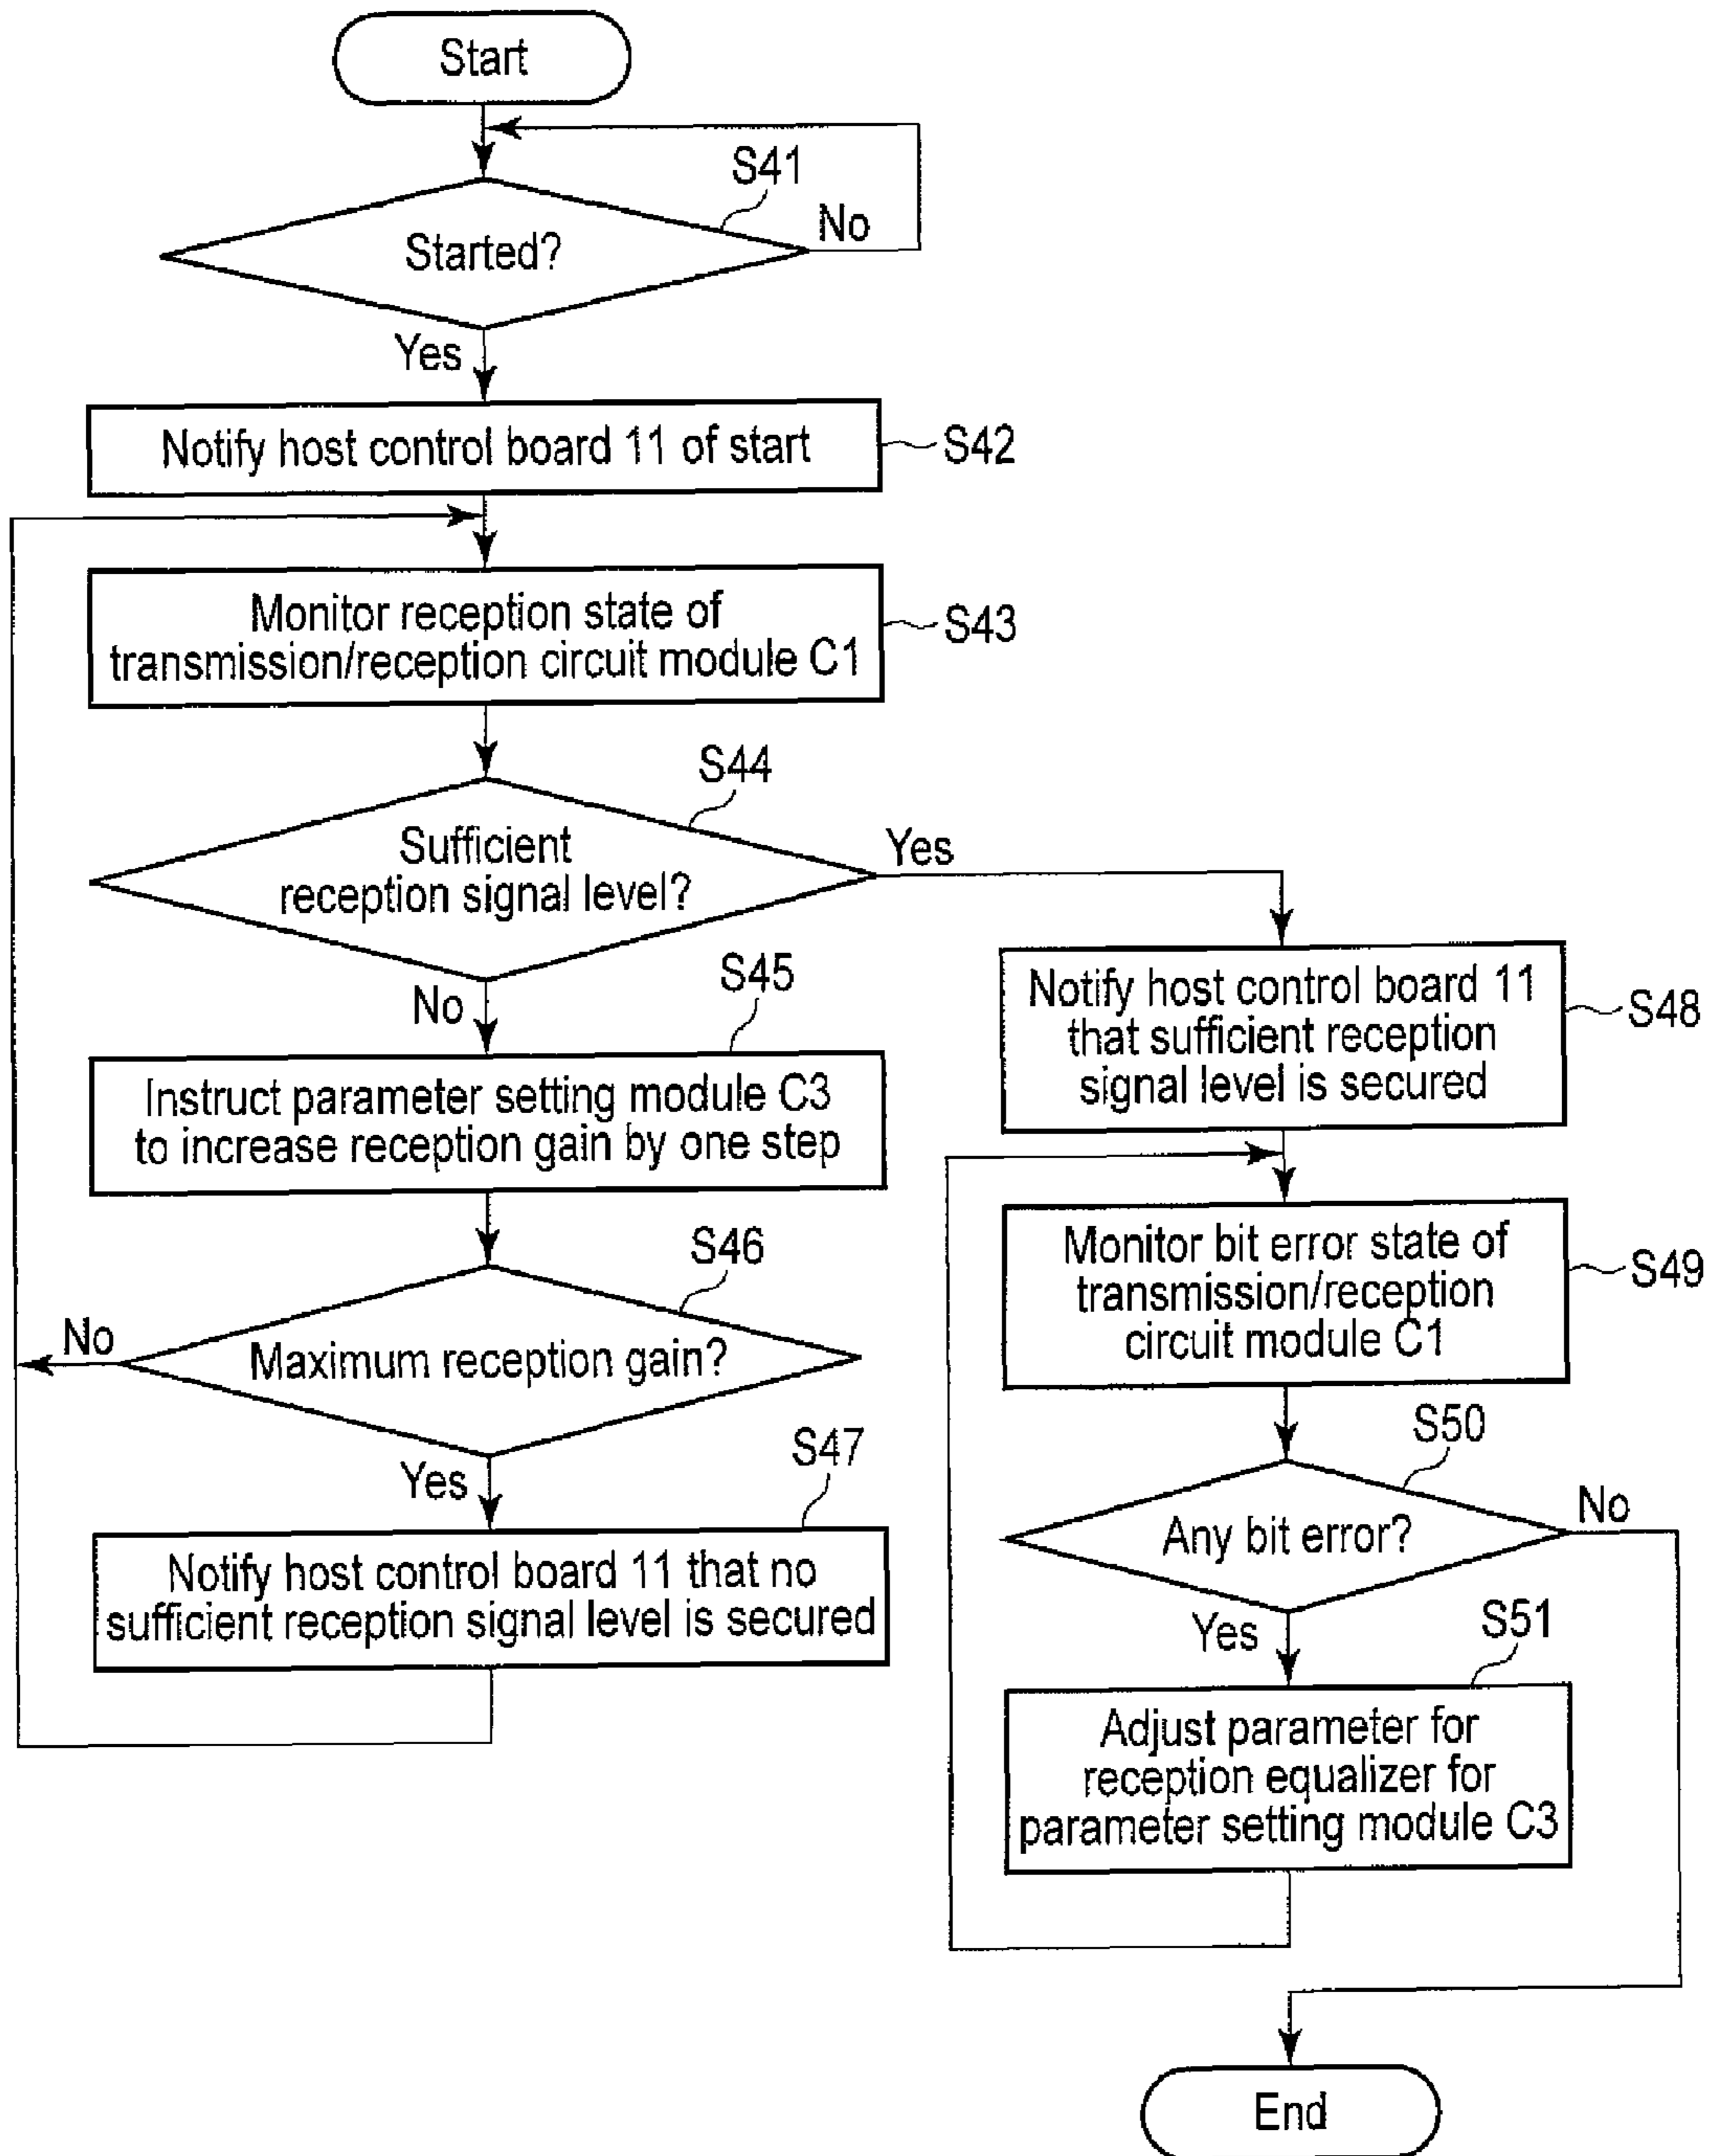 Start
S41
Started?
No
Yes
Notify host control board 11 of start
S42
Monitor reception state of
transmission/reception circuit module C1
S43
S44
Sufficient
reception signal level?
Yes
No
S45
Instruct parameter setting module C3
to increase reception gain by one step
S46
No
Maximum reception gain?
Yes
S47
Notify host control board 11 that no
sufficient reception signal level is secured
Notify host control board 11
that sufficient reception
signal level is secured
S48
Monitor bit error state of
transmission/reception
circuit module C1
S49
S50
Any bit error?
No
Yes
S51
Adjust parameter for
reception equalizer for
parameter setting module C3
End